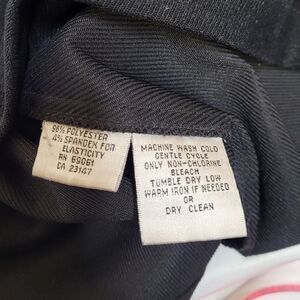 96% POLYESTER
4% SPANDEX FOR
ELASTICITY
RN 69061
CA 23167
MACHINE WASH COLD
GENTLE CYCLE
ONLY NON-CHLORINE
BLEACH
TUMBLE DRY LOW
WARM IRON IF NEEDED
OR
DRY CLEAN